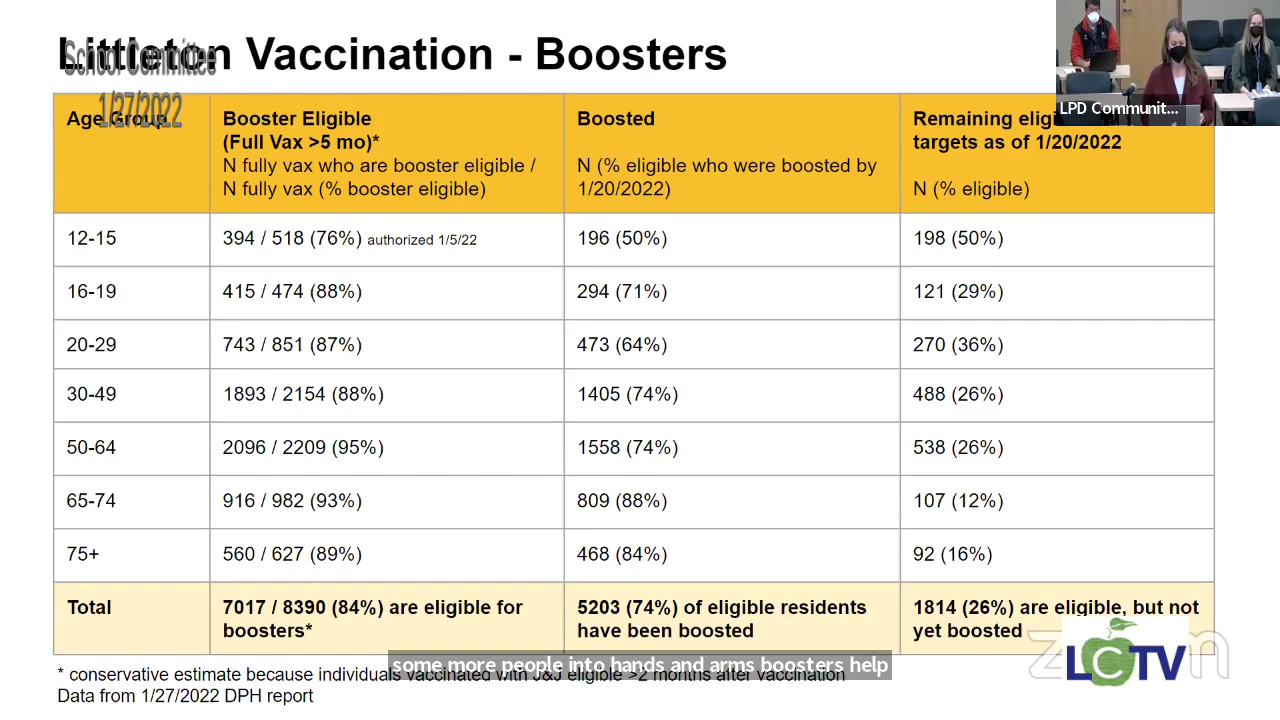 Littleton Vaccination - Boosters
School Committee
1/27/2022
LPD Communit...
Age Group
Booster Eligible
(Full Vax >5 mo)*
N fully vax who are booster eligible /
N fully vax (% booster eligible)
Boosted
N (% eligible who were boosted by
1/20/2022)
Remaining
targets as of 1/20/2022
N (% eligible)
12-15
394 / 518 (76%) authorized 1/5/22
196 (50%)
198 (50%)
16-19
415 / 474 (88%)
294 (71%)
121 (29%)
20-29
743 / 851 (87%)
473 (64%)
270 (36%)
30-49
1893 / 2154 (88%)
1405 (74%)
488 (26%)
50-64
2096 / 2209 (95%)
1558 (74%)
538 (26%)
65-74
916 / 982 (93%)
809 (88%)
107 (12%)
75+
560 / 627 (89%)
468 (84%)
92 (16%)
Total
7017 / 8390 (84%) are eligible for
boosters*
5203 (74%) of eligible residents
have been boosted
1814 (26%) are eligible, but not
yet boosted
zoom
LCTV
some more people into hands and arms boosters help
* conservative estimate because individuals vaccinated with J&J eligible >2 months after vaccination
Data from 1/27/2022 DPH report